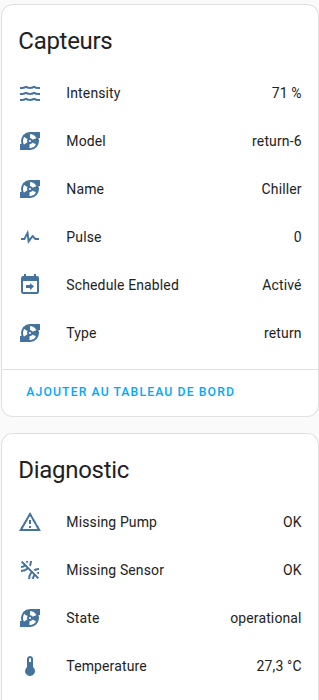 Capteurs
Intensity 71 %
Model return-6
Name Chiller
Pulse 0
Schedule Enabled Activé
Type return
AJOUTER AU TABLEAU DE BORD
Diagnostic
Missing Pump OK
Missing Sensor OK
State operational
Temperature 27,3 °C